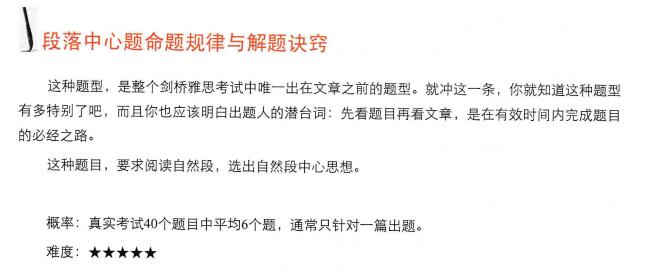 段落中心题命题规律与解题诀窍
这种题型，是整个剑桥雅思考试中唯一出在文章之前的题型。就冲这一条，你就知道这种题型
有多特别了吧，而且你也应该明白出题人的潜台词：先看题目再看文章，是在有效时间内完成题目
的必经之路。
这种题目，要求阅读自然段，选出自然段中心思想。
概率：真实考试40个题目中平均6个题，通常只针对一篇出题。
难度：★★★★★